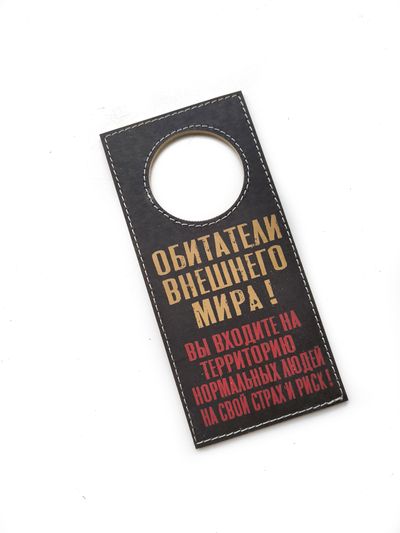 ОБИТАТЕЛИ
ВНЕШНЕГО
МИРА!
ВЫ ВХОДИТЕ НА
ТЕРРИТОРИЮ
НОРМАЛЬНЫХ ЛЮДЕЙ
НА СВОЙ СТРАХ И РИСК!